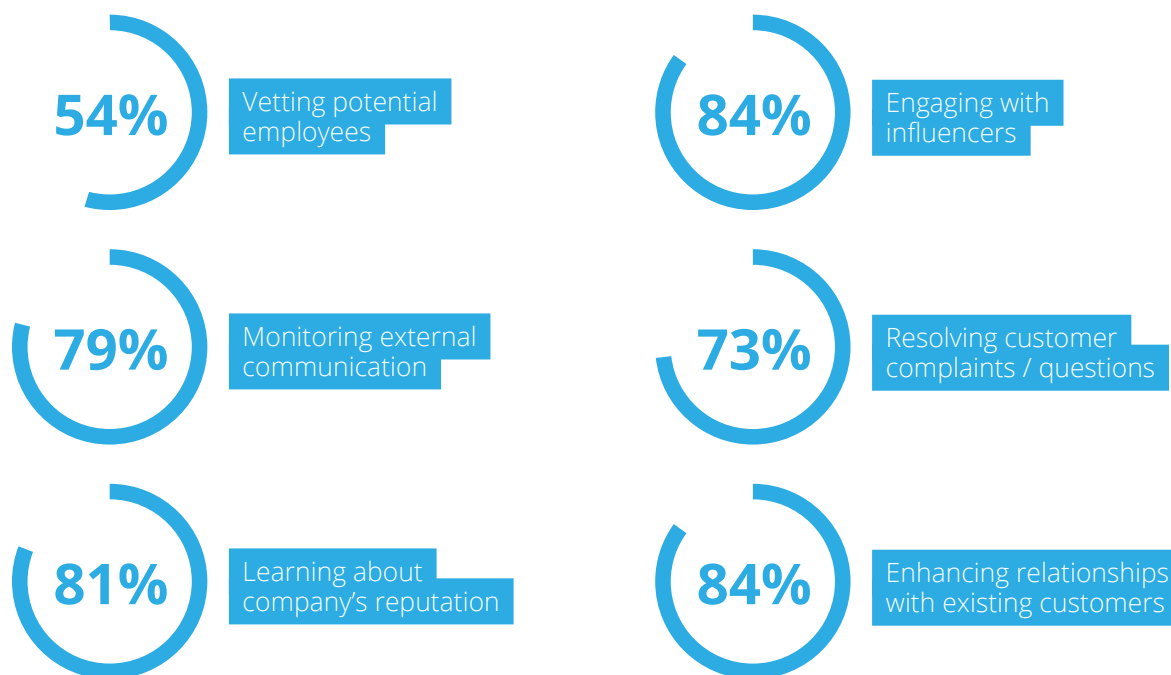 54%
Vetting potential
employees
84%
Engaging with
influencers
79%
Monitoring external
communication
73%
Resolving customer
complaints / questions
81%
Learning about
company’s reputation
84%
Enhancing relationships
with existing customers